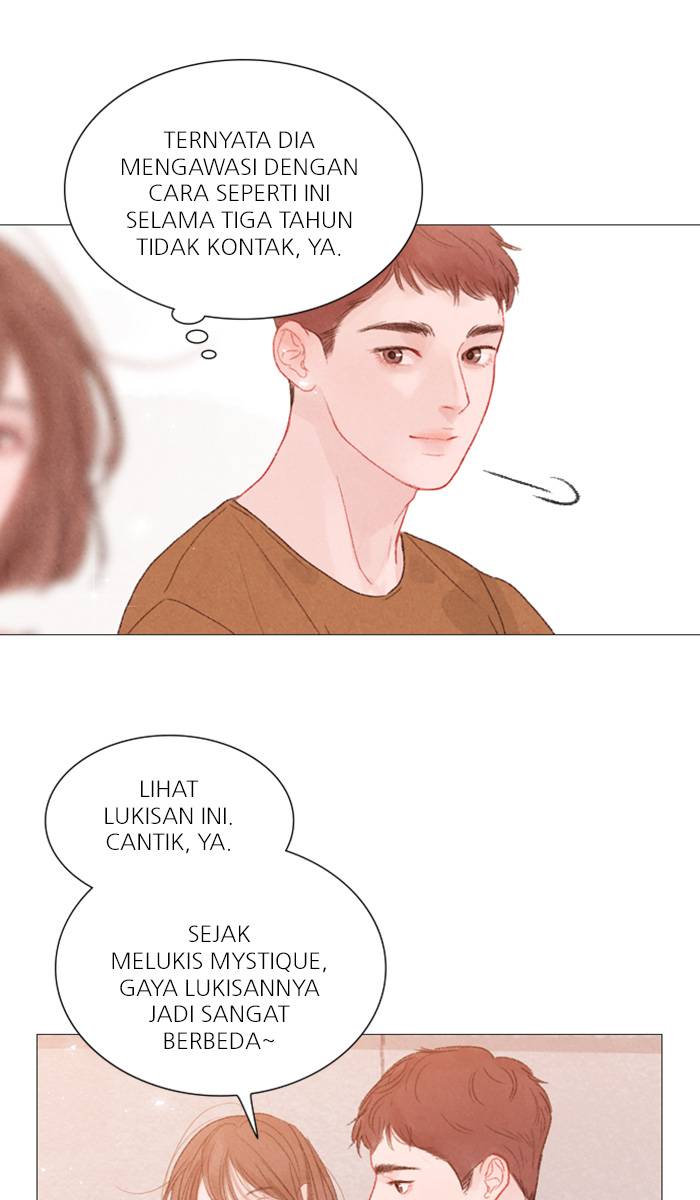 TERNYATA DIA
MENGAWASI DENGAN
CARA SEPERTI INI
SELAMA TIGA TAHUN
TIDAK KONTAK, YA.
LIHAT
LUKISAN INI.
CANTIK, YA.
SEJAK
MELUKIS MYSTIQUE,
GAYA LUKISANNYA
JADI SANGAT
BERBEDA~